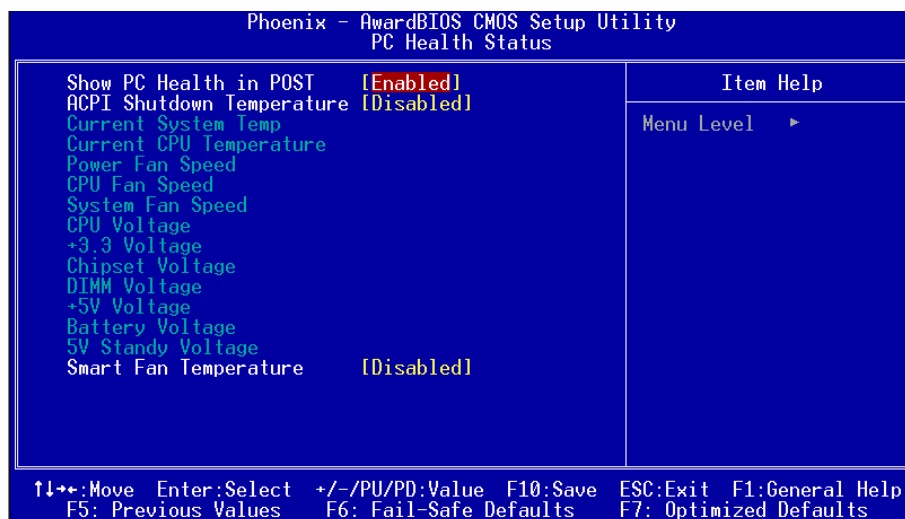 Phoenix - AwardBIOS CMOS Setup Utility
PC Health Status
Show PC Health in POST [Enabled]
ACPI Shutdown Temperature [Disabled]
Current System Temp
Current CPU Temperature
Power Fan Speed
CPU Fan Speed
System Fan Speed
CPU Voltage
+3.3 Voltage
Chipset Voltage
DIMM Voltage
+5V Voltage
Battery Voltage
5V Standy Voltage
Smart Fan Temperature [Disabled]
Item Help
Menu Level ►
↑↓→←:Move Enter:Select +/-/PU/PD:Value F10:Save ESC:Exit F1:General Help
F5: Previous Values F6: Fail-Safe Defaults F7: Optimized Defaults